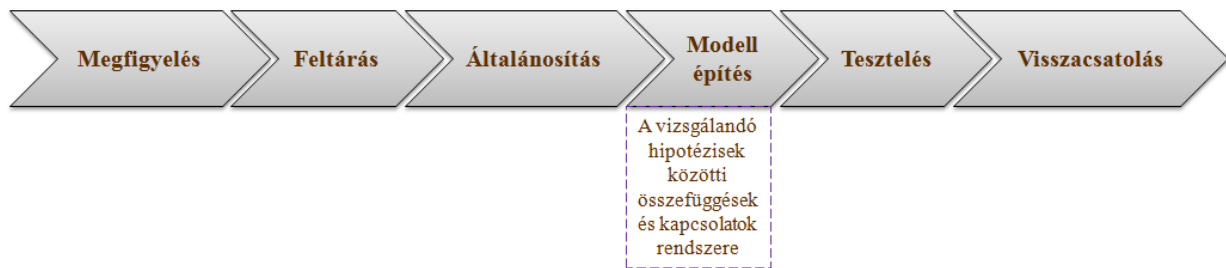 Megfigyelés
Feltárás
Általánosítás
Modell
építés
Tesztelés
Visszacsatolás
A vizsgálandó
hipotézisek
közötti
összefüggések
és kapcsolatok
rendszere